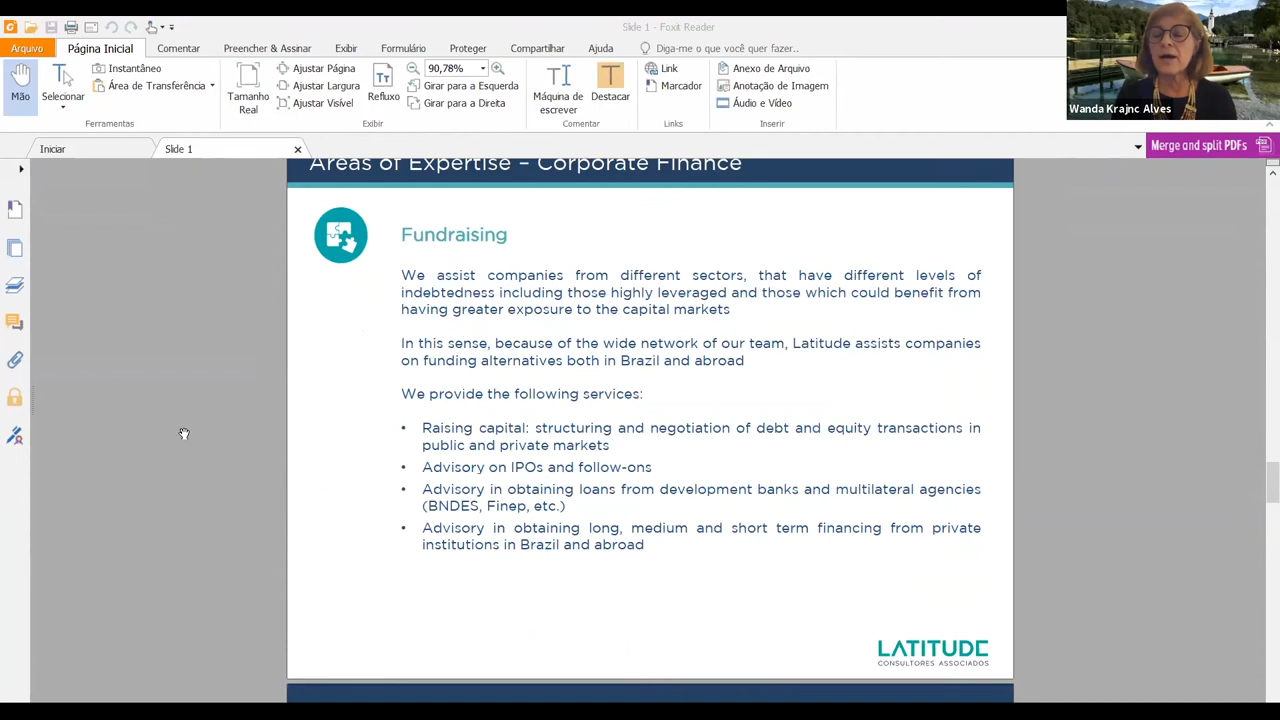 Slide 1 - Foxit Reader
Arquivo
Página Inicial
Comentar
Preencher & Assinar
Exibir
Formulário
Proteger
Compartilhar
Ajuda
Diga-me o que você quer fazer..
Mão
Selecionar
Instantâneo
Área de Transferência
Ferramentas
Tamanho
Real
Ajustar Página
Ajustar Largura
Ajustar Visível
Refluxo
90,78%
Girar para a Esquerda
Girar para a Direita
Exibir
Máquina de
escrever
Destacar
Comentar
Link
Marcador
Links
Anexo de Arquivo
Anotação de Imagem
Áudio e Vídeo
Inserir
Wanda Krajnc Alves
Iniciar
Slide 1
Merge and split PDFs
Areas of Expertise – Corporate Finance
Fundraising
We assist companies from different sectors, that have different levels of
indebtedness including those highly leveraged and those which could benefit from
having greater exposure to the capital markets
In this sense, because of the wide network of our team, Latitude assists companies
on funding alternatives both in Brazil and abroad
We provide the following services:
• Raising capital: structuring and negotiation of debt and equity transactions in
public and private markets
• Advisory on IPOs and follow-ons
• Advisory in obtaining loans from development banks and multilateral agencies
(BNDES, Finep, etc.)
• Advisory in obtaining long, medium and short term financing from private
institutions in Brazil and abroad
LATITUDE
CONSULTORES ASSOCIADOS